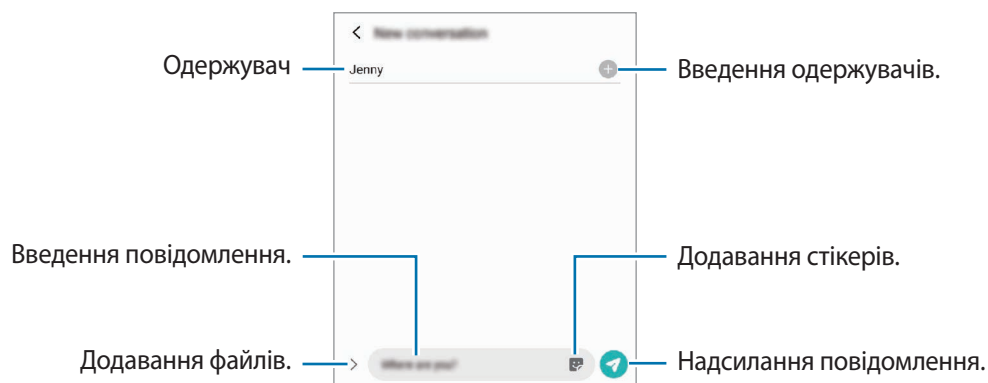 New conversation
Одержувач
Jenny
Введення одержувачів.
Введення повідомлення.
Додавання стікерів.
Додавання файлів.
Where are you?
Надсилання повідомлення.